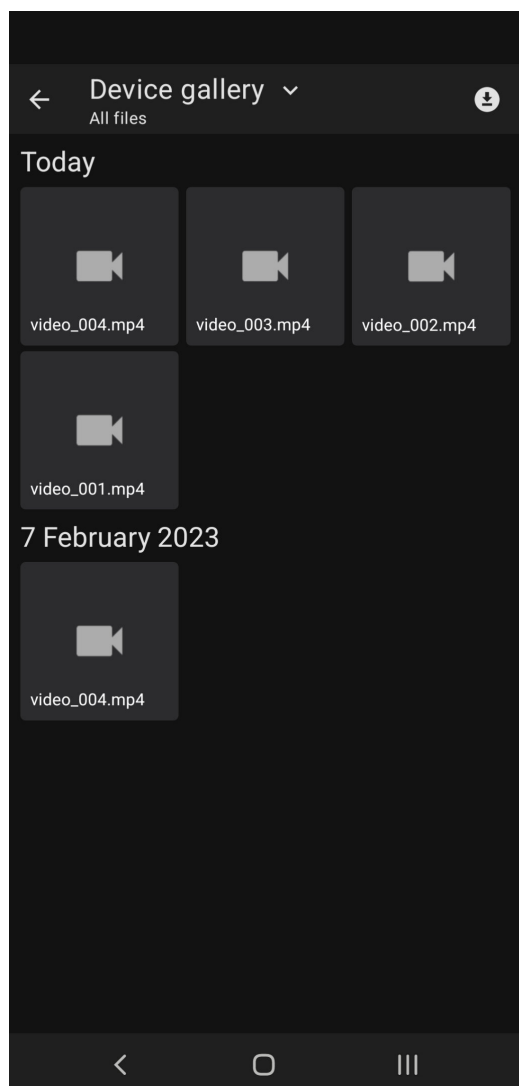 Device gallery
All files
Today
video_004.mp4
video_003.mp4
video_002.mp4
video_001.mp4
7 February 2023
video_004.mp4